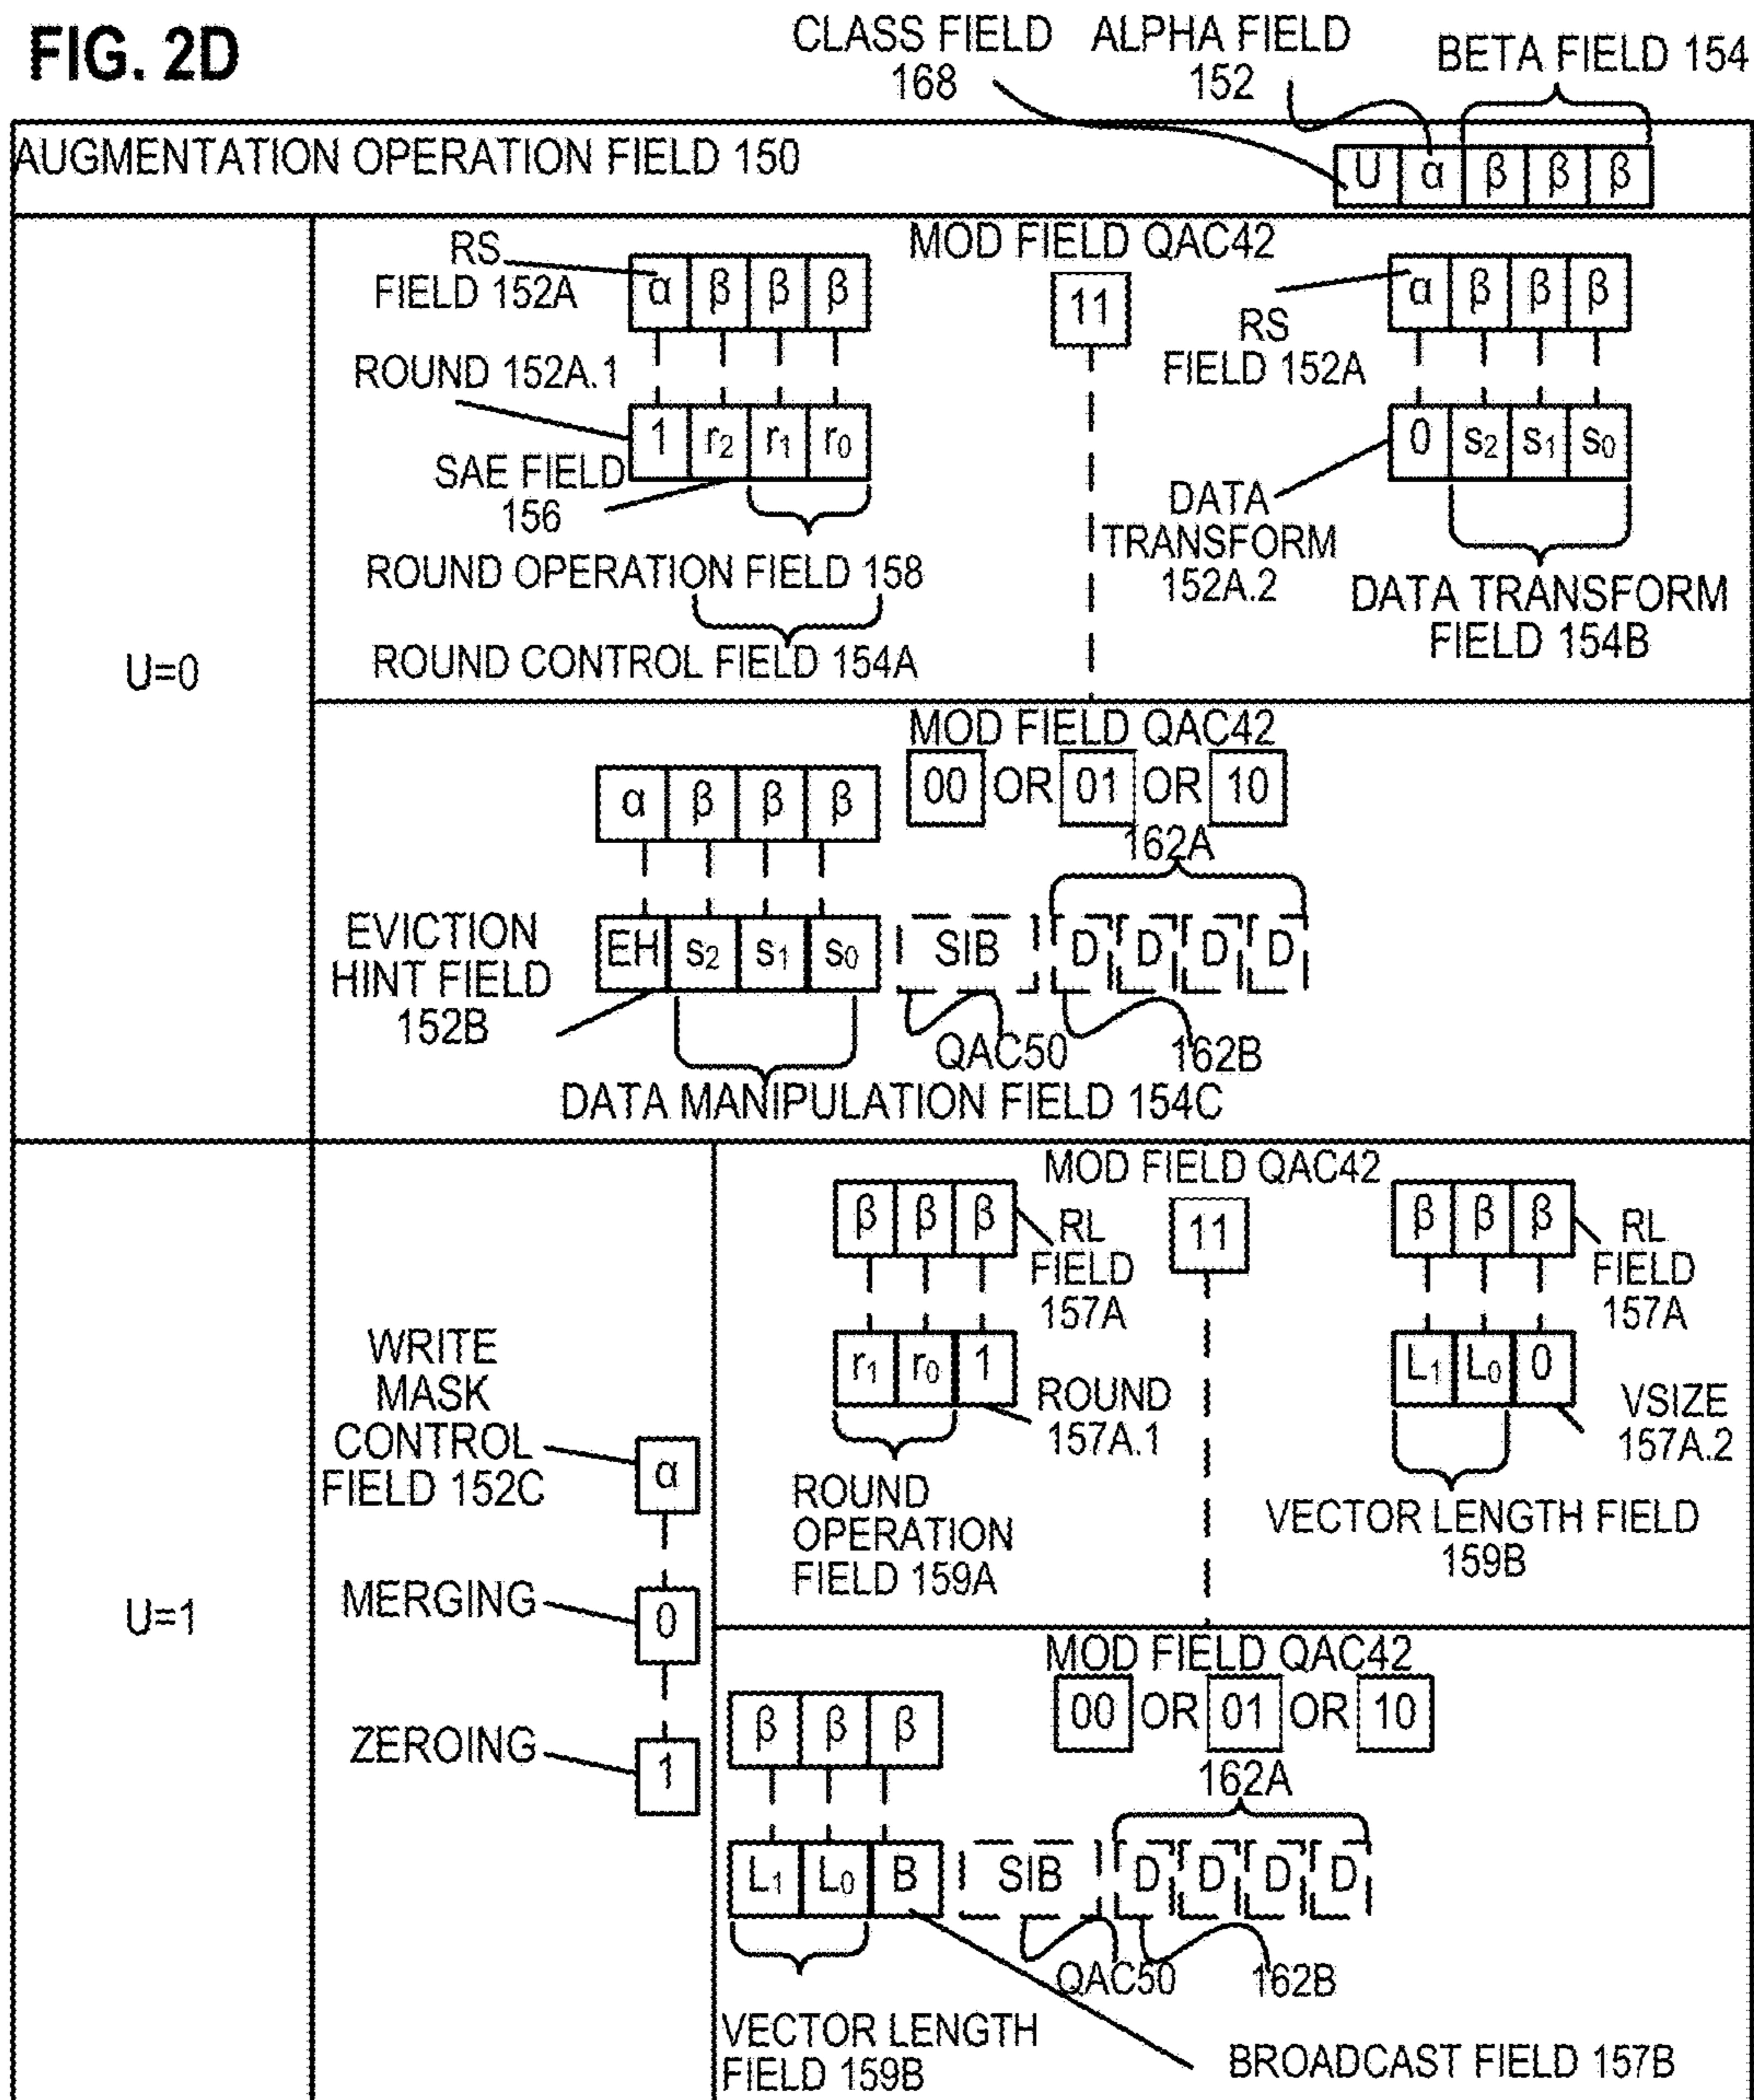 FIG. 2D
CLASS FIELD
168
ALPHA FIELD
152
BETA FIELD 154
AUGMENTATION OPERATION FIELD 150
U α β β β
U=0
MOD FIELD QAC42
11
RS
FIELD 152A
α β β β
ROUND 152A.1
1 r2 r1 r0
SAE FIELD
156
ROUND OPERATION FIELD 158
ROUND CONTROL FIELD 154A
α β β β
RS
FIELD 152A
0 s2 s1 s0
DATA
TRANSFORM
152A.2
DATA TRANSFORM
FIELD 154B
MOD FIELD QAC42
00 OR 01 OR 10
α β β β
162A
EVICTION
HINT FIELD
152B
EH s2 s1 s0 SIB D D D D
QAC50
162B
DATA MANIPULATION FIELD 154C
U=1
WRITE
MASK
CONTROL
FIELD 152C
α
MERGING
0
ZEROING
1
MOD FIELD QAC42
11
β β β
RL
FIELD
157A
r1 r0 1
ROUND
157A.1
ROUND
OPERATION
FIELD 159A
β β β
RL
FIELD
157A
L1 L0 0
VSIZE
157A.2
VECTOR LENGTH FIELD
159B
MOD FIELD QAC42
00 OR 01 OR 10
β β β
162A
L1 L0 B SIB D D D D
QAC50
162B
VECTOR LENGTH
FIELD 159B
BROADCAST FIELD 157B